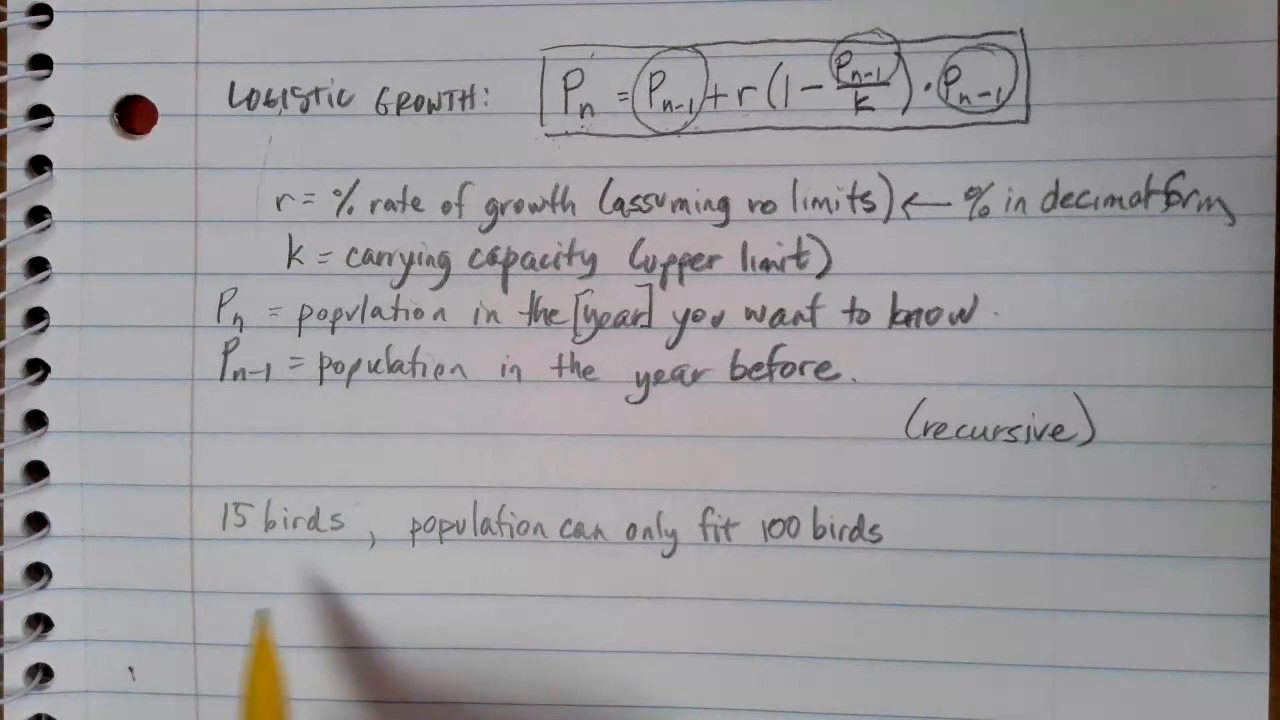 LOGISTIC GROWTH: Pn = Pn-1 + r (1 - Pn-1/k) · Pn-1
r = % rate of growth (assuming no limits) ← % in decimal form
k = carrying capacity (upper limit)
Pn = population in the [year] you want to know.
Pn-1 = population in the year before.
(recursive)
15 birds, population can only fit 100 birds